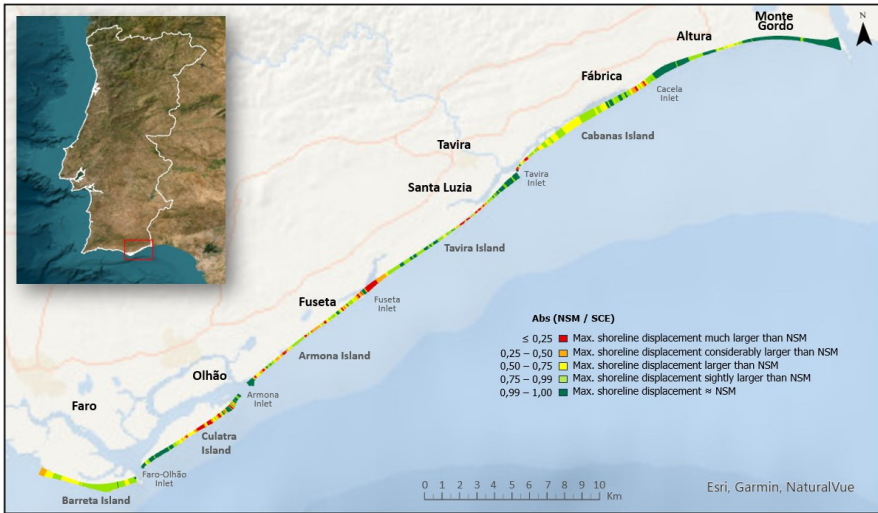 Monte
Gordo
N
Altura
Fábrica
Cacela
Inlet
Cabanas Island
Tavira
Tavira
Inlet
Santa Luzia
Tavira Island
Fuseta
Fuseta
Inlet
Armona Island
Olhão
Armona
Inlet
Faro
Culatra
Island
Faro-Olhão
Inlet
Barreta Island
Abs (NSM / SCE)
≤ 0,25 Max. shoreline displacement much larger than NSM
0,25 – 0,50 Max. shoreline displacement considerably larger than NSM
0,50 – 0,75 Max. shoreline displacement larger than NSM
0,75 – 0,99 Max. shoreline displacement sightly larger than NSM
0,99 – 1,00 Max. shoreline displacement ≈ NSM
0 1 2 3 4 5 6 7 8 9 10
Km
Esri, Garmin, NaturalVue